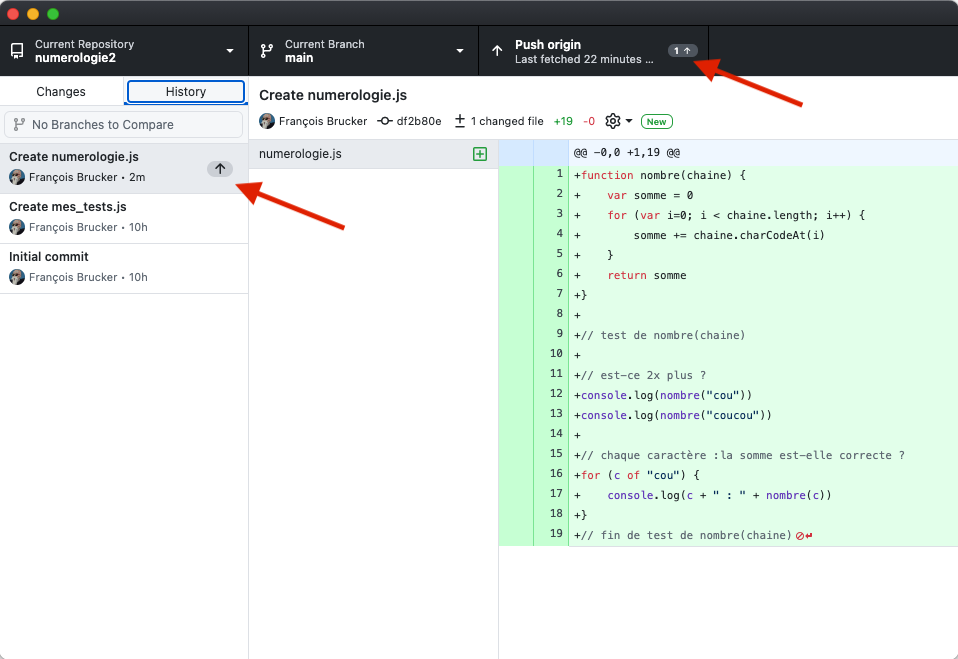 Current Repository
numerologie2
Current Branch
main
Push origin
Last fetched 22 minutes ...
1
Changes
History
No Branches to Compare
Create numerologie.js
François Brucker • 2m
Create mes_tests.js
François Brucker • 10h
Initial commit
François Brucker • 10h
Create numerologie.js
François Brucker df2b80e 1 changed file +19 -0 New
numerologie.js
@@ -0,0 +1,19 @@
1 +function nombre(chaine) {
2 +    var somme = 0
3 +    for (var i=0; i < chaine.length; i++) {
4 +        somme += chaine.charCodeAt(i)
5 +    }
6 +    return somme
7 +}
8 +
9 +// test de nombre(chaine)
10 +
11 +// est-ce 2x plus ?
12 +console.log(nombre("cou"))
13 +console.log(nombre("coucou"))
14 +
15 +// chaque caractère :la somme est-elle correcte ?
16 +for (c of "cou") {
17 +    console.log(c + " : " + nombre(c))
18 +}
19 +// fin de test de nombre(chaine)